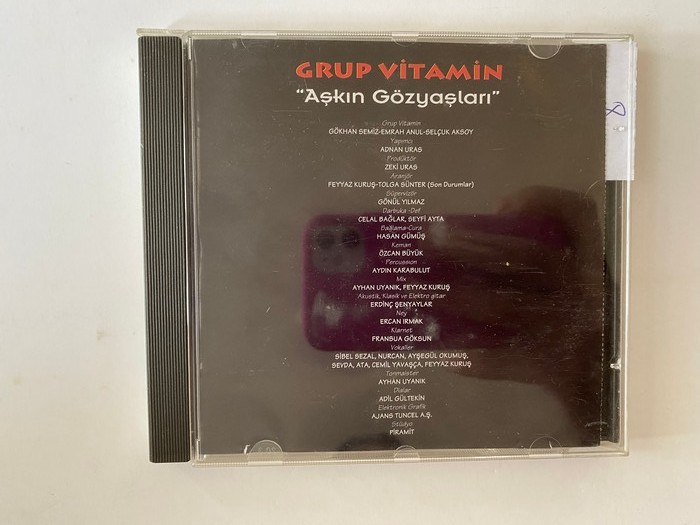 GRUP VİTAMİN
"Aşkın Gözyaşları"
Grup Vitamin
GÖKHAN SEMİZ-EMRAH ANUL-SELÇUK AKSOY
Yapımcı
ADNAN URAS
Prodüktör
ZEKİ URAS
Aranjör
FEYYAZ KURUŞ-TOLGA SÜNTER (Son Durumlar)
Süpervizör
GÖNÜL YILMAZ
Darbuka -Def
CELAL BAĞLAR, SEYFİ AYTA
Bağlama-Cura
HASAN GÜMÜŞ
Keman
ÖZCAN BÜYÜK
Percussion
AYDIN KARABULUT
Mix
AYHAN UYANIK, FEYYAZ KURUŞ
Akustik, Klasik ve Elektro gitar
ERDİNÇ ŞENYAYLAR
Ney
ERCAN IRMAK
Klarnet
FRANSUA GÖKSUN
Vokaller
SİBEL SEZAL, NURCAN, AYŞEGÜL OKUMUŞ,
SEVDA, ATA, CEMİL YAVAŞÇA, FEYYAZ KURUŞ
Tonmaister
AYHAN UYANIK
Dialar
ADİL GÜLTEKİN
Elektronik Grafik
AJANS TUNCEL A.Ş.
Stüdyo
PİRAMİT
8